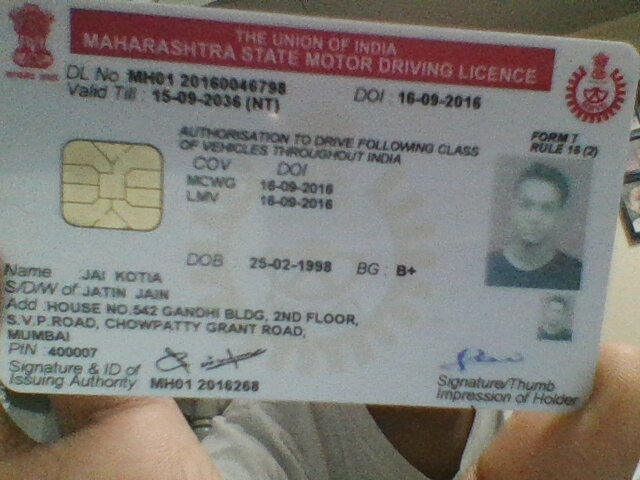 THE UNION OF INDIA
MAHARASHTRA STATE MOTOR DRIVING LICENCE
DL No MH01 20160046798 DOI : 16-09-2016
Valid Till : 15-09-2036 (NT)
AUTHORISATION TO DRIVE FOLLOWING CLASS
OF VEHICLES THROUGHOUT INDIA
FORM 7
RULE 16 (2)
COV DOI
MCWG 16-09-2016
LMV 16-09-2016
DOB 25-02-1998 BG : B+
Name JAI KOTIA
S/D/W of JATIN JAIN
Add HOUSE NO.542 GANDHI BLDG, 2ND FLOOR,
S.V.P.ROAD, CHOWPATTY GRANT ROAD,
MUMBAI
PIN 400007
Signature & ID of
Issuing Authority MH01 2016268
Signature/Thumb
Impression of Holder